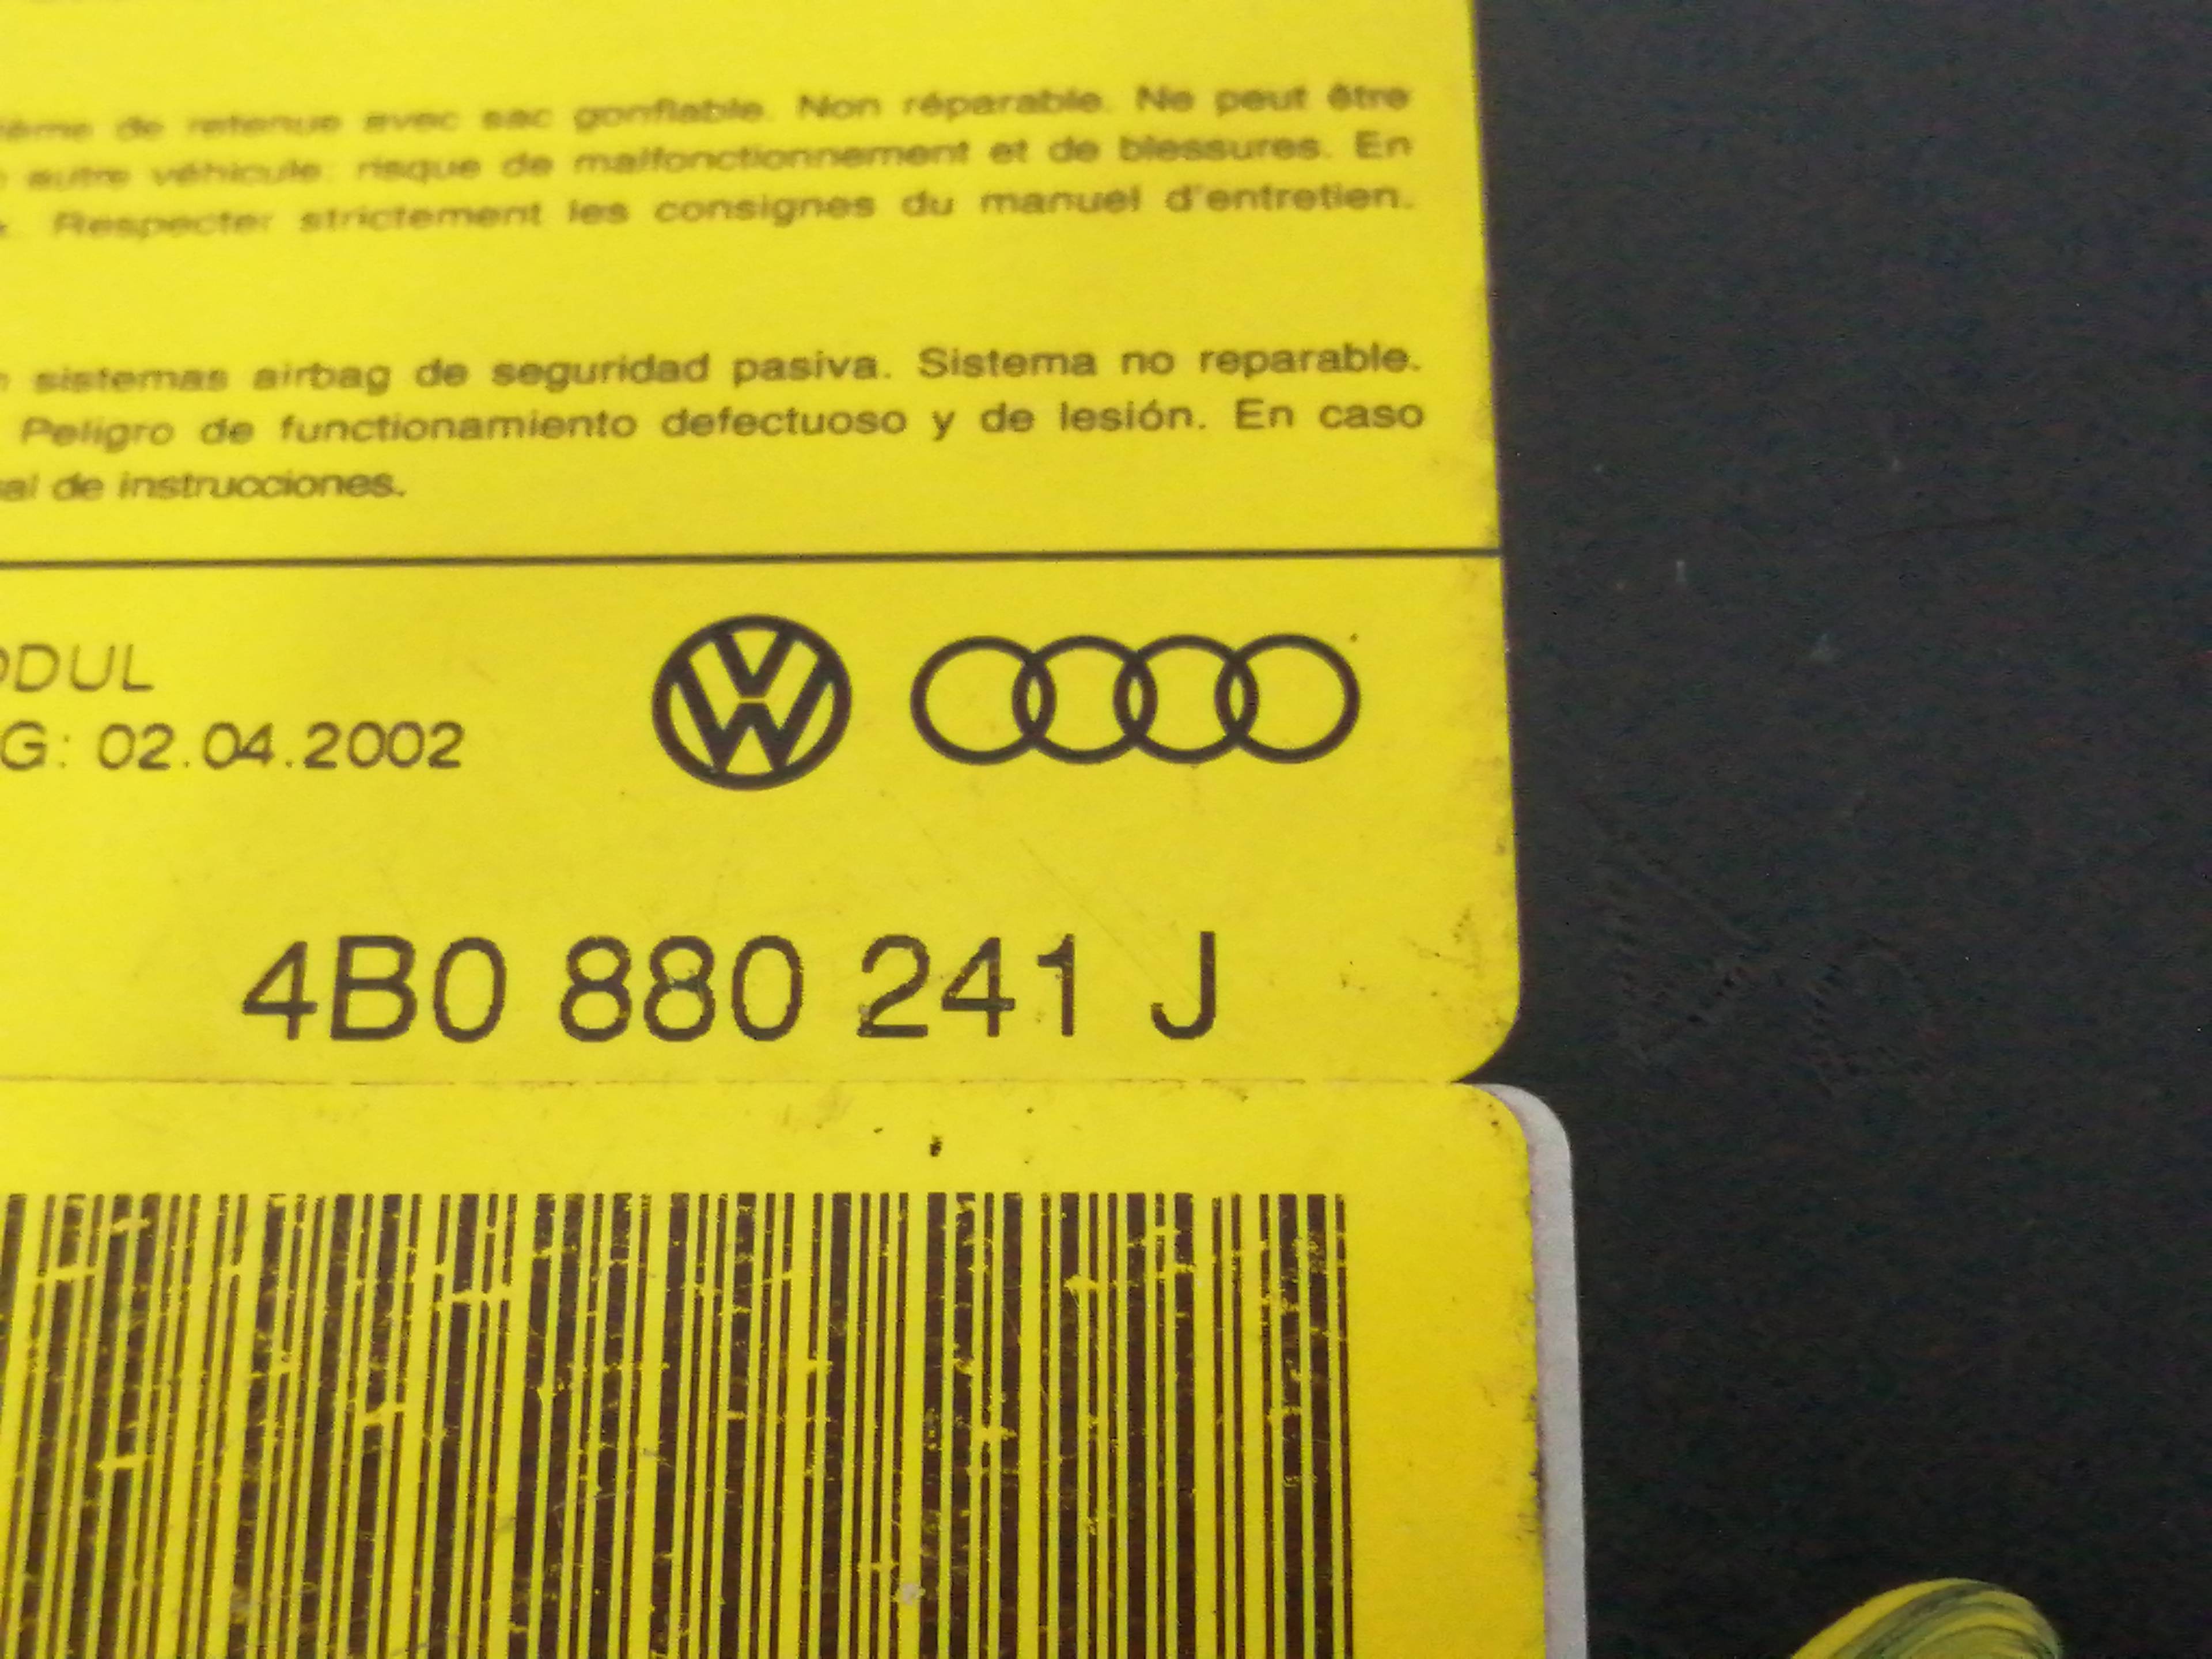 de retenue avec sac gonflable. Non réparable. Ne peut être
autre véhicule: risque de malfonctionnement et de blessures. En
Respecter strictement les consignes du manuel d'entretien.
sistemas airbag de seguridad pasiva. Sistema no reparable.
Peligro de functionamiento defectuoso y de lesión. En caso
de instrucciones.
ODUL
G: 02.04.2002
VW
4B0 880 241 J